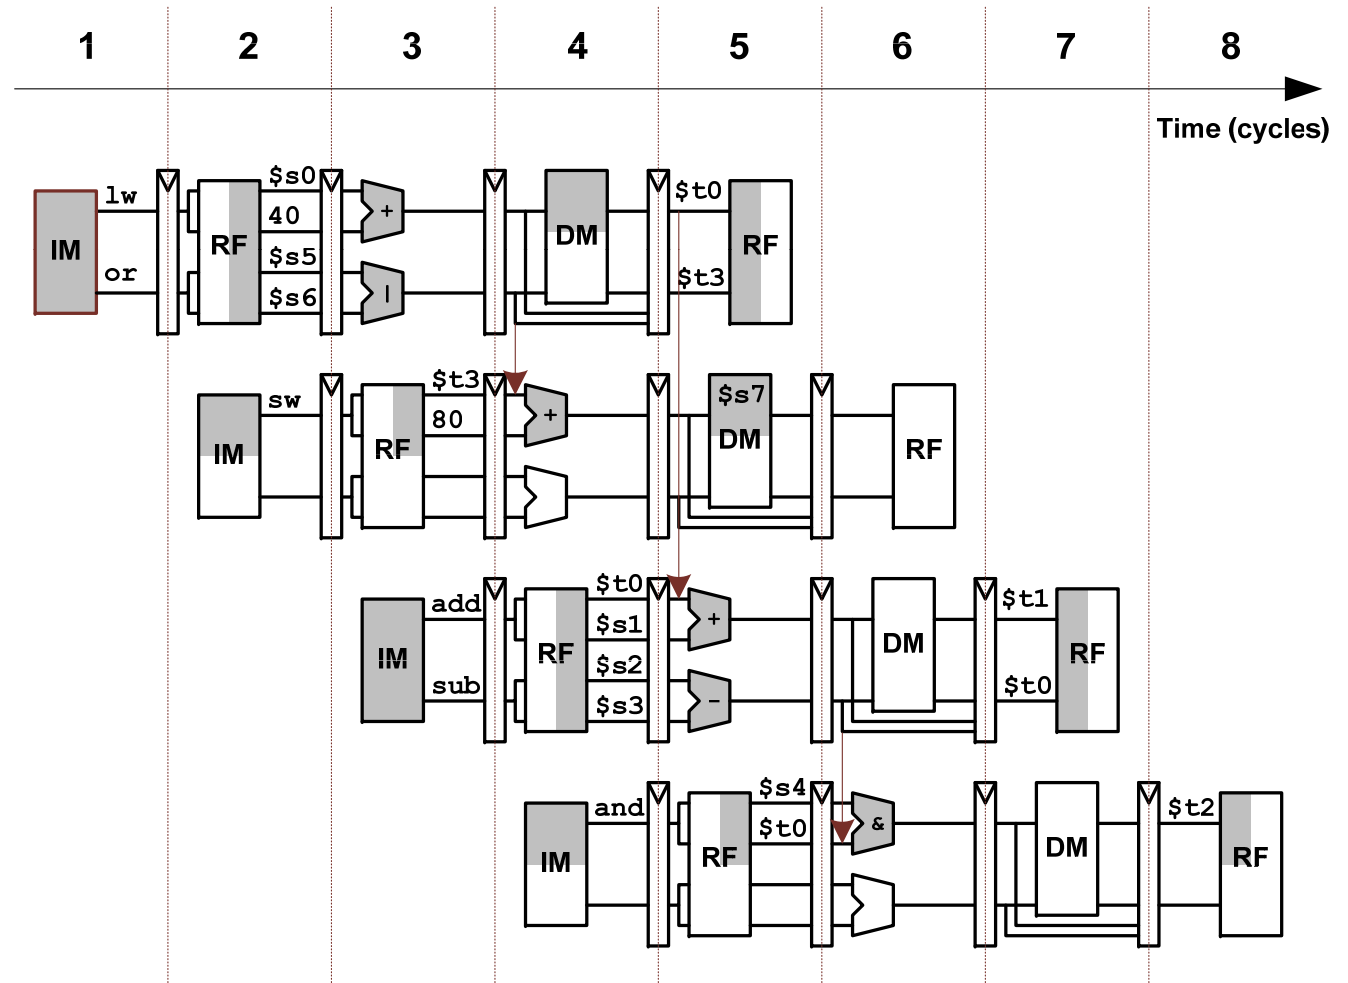 1 2 3 4 5 6 7 8
Time (cycles)
lw $s0 + $t0
40
IM RF DM RF
or $s5 | $t3
$s6
sw $t3 + $s7
80
IM RF DM RF
add $t0 + $t1
$s1
IM RF DM RF
sub $s2 - $t0
$s3
and $s4 & $t2
$t0
IM RF DM RF